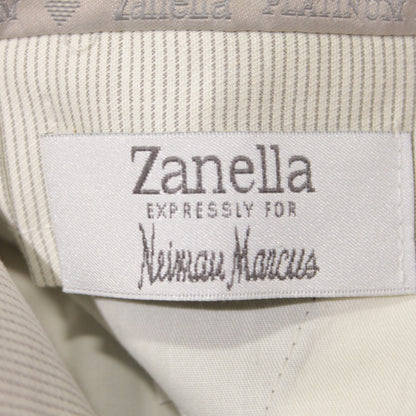 Zanella PLATINUM
Zanella
EXPRESSLY FOR
Neiman Marcus